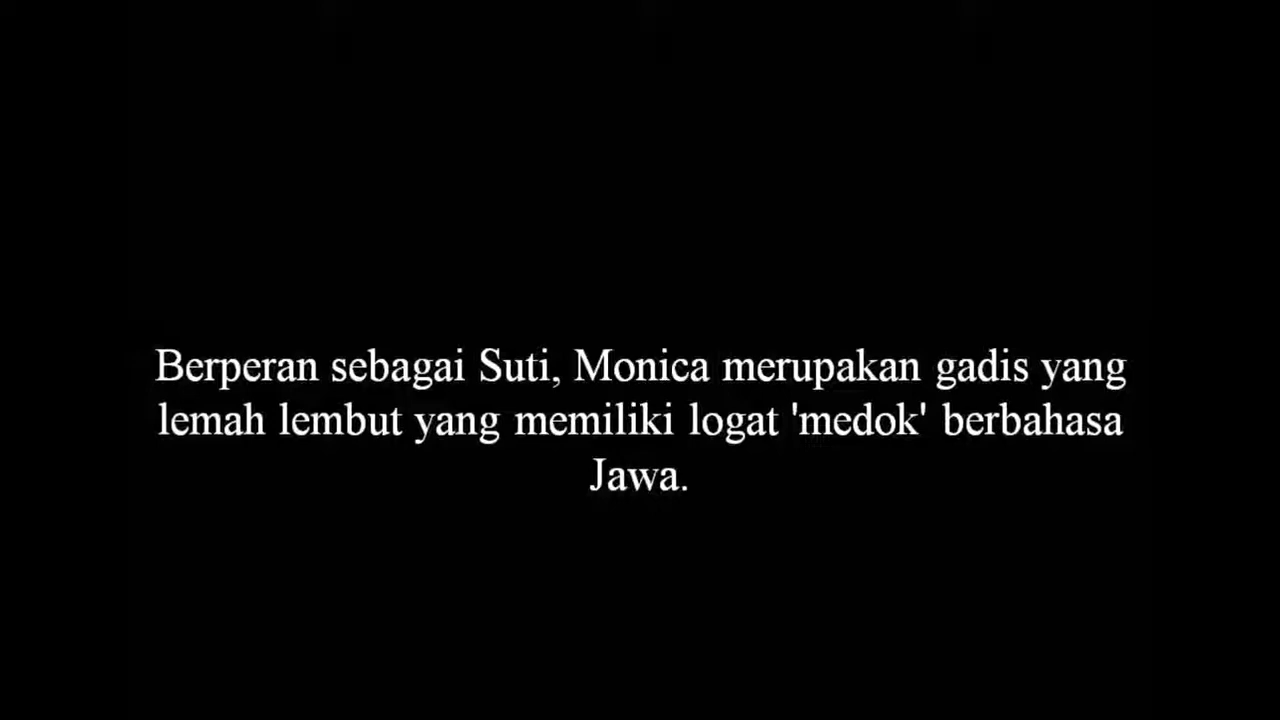 Berperan sebagai Suti, Monica merupakan gadis yang
lemah lembut yang memiliki logat 'medok' berbahasa
Jawa.